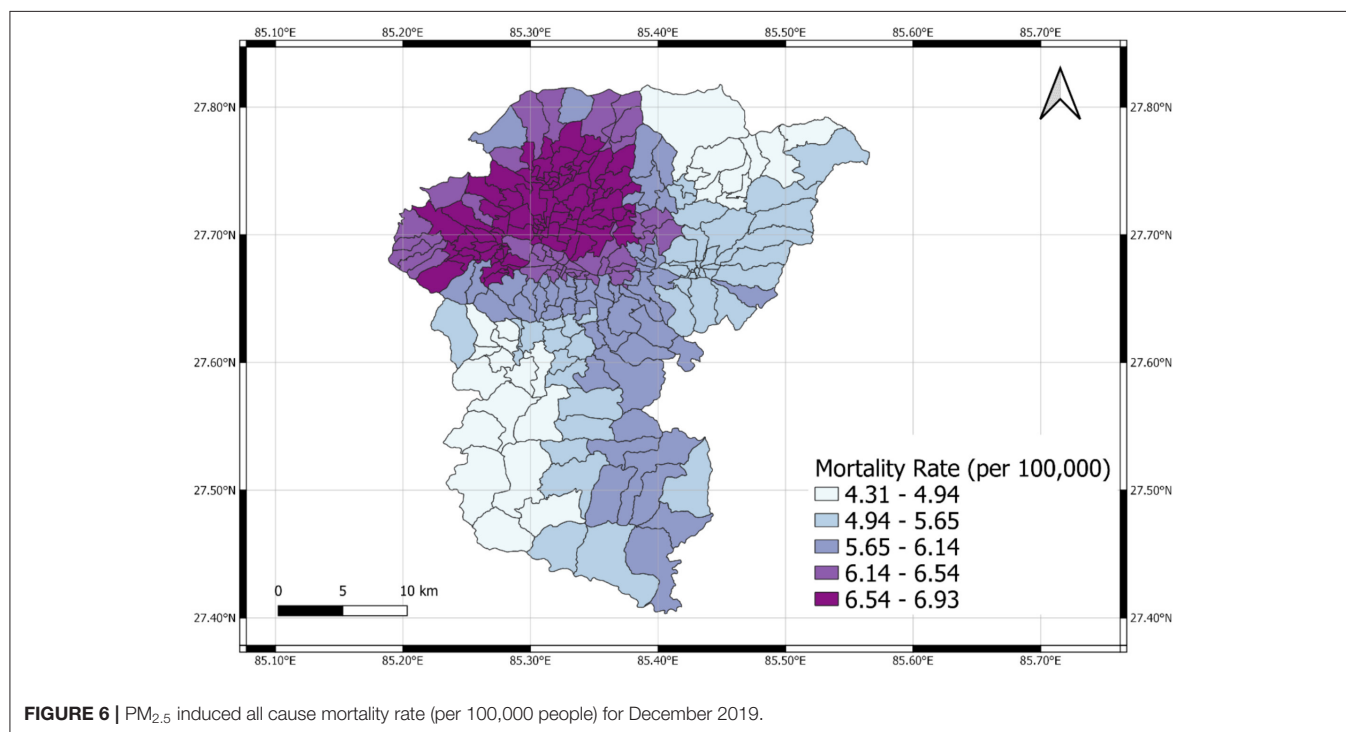 85.10°E 85.20°E 85.30°E 85.40°E 85.50°E 85.60°E 85.70°E
27.80°N 27.80°N
27.70°N 27.70°N
27.60°N 27.60°N
Mortality Rate (per 100,000)
4.31 - 4.94
27.50°N 27.50°N
4.94 - 5.65
5.65 - 6.14
6.14 - 6.54
0 5 10 km
6.54 - 6.93
27.40°N 27.40°N
85.10°E 85.20°E 85.30°E 85.40°E 85.50°E 85.60°E 85.70°E
FIGURE 6 | PM2.5 induced all cause mortality rate (per 100,000 people) for December 2019.